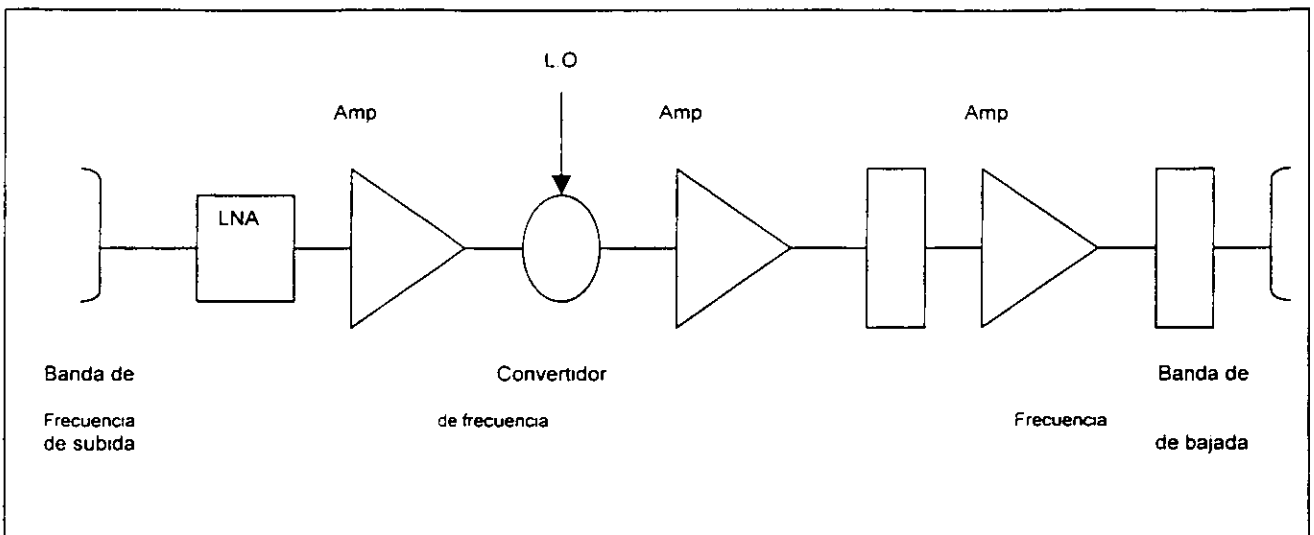 L.O
Amp
Amp
Amp
LNA
Banda de
Frecuencia
de subida
Convertidor
de frecuencia
Banda de
Frecuencia
de bajada